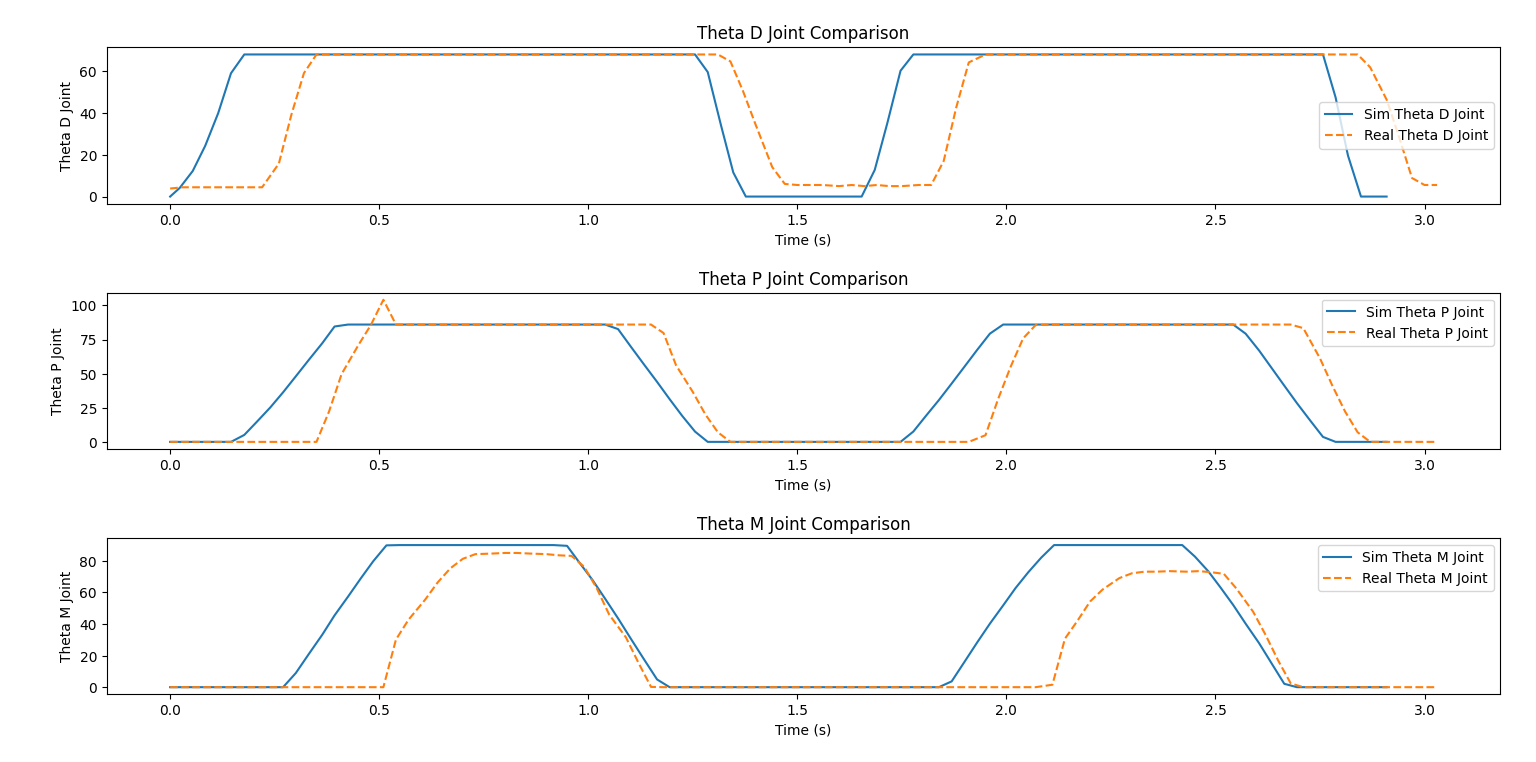 Theta D Joint Comparison
Theta D Joint
60
40
20
0
Sim Theta D Joint
Real Theta D Joint
0.0 0.5 1.0 1.5 2.0 2.5 3.0
Time (s)
Theta P Joint Comparison
Theta P Joint
100
75
50
25
0
Sim Theta P Joint
Real Theta P Joint
0.0 0.5 1.0 1.5 2.0 2.5 3.0
Time (s)
Theta M Joint Comparison
Theta M Joint
80
60
40
20
0
Sim Theta M Joint
Real Theta M Joint
0.0 0.5 1.0 1.5 2.0 2.5 3.0
Time (s)